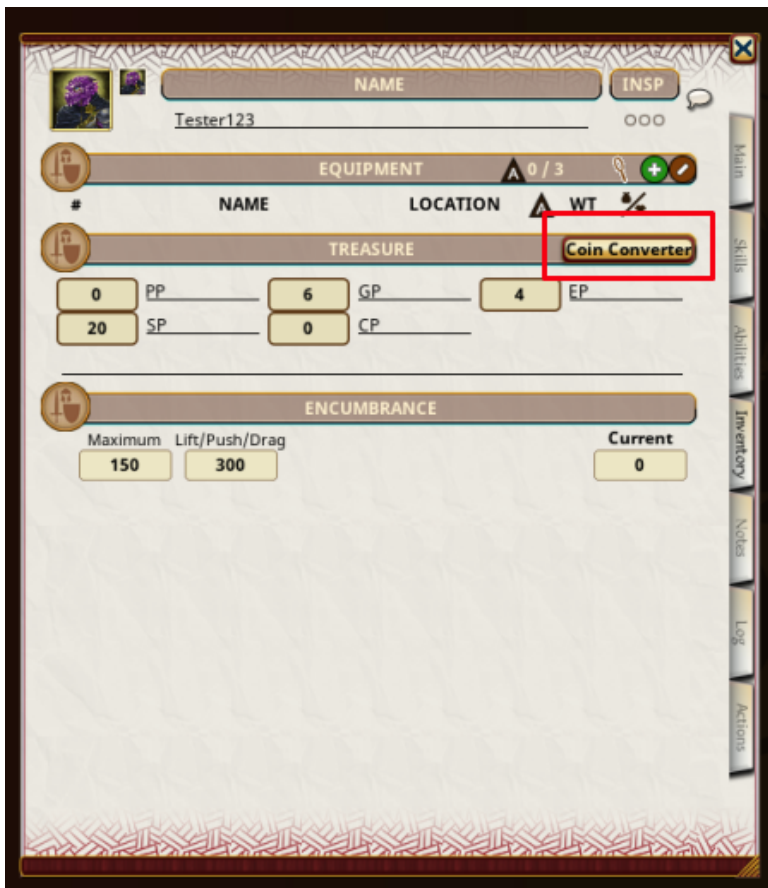 NAME INSP
Tester123
EQUIPMENT A 0 / 3
# NAME LOCATION A WT
TREASURE Coin Converter
0 PP 6 GP 4 EP
20 SP 0 CP
ENCUMBRANCE
Maximum Lift/Push/Drag Current
150 300 0
Main
Skills
Abilities
Inventory
Notes
Log
Actions